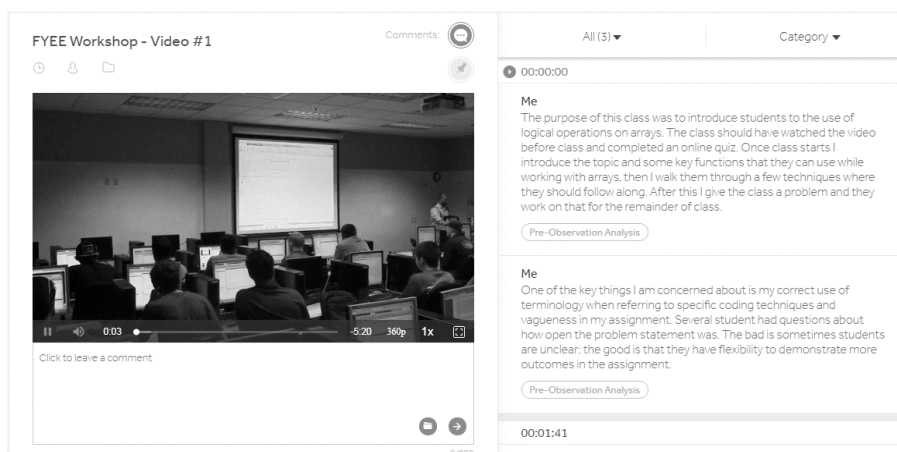 FYEE Workshop - Video #1
Comments:
0:03
-5:20
360p
1x
Click to leave a comment
All (3)
Category
00:00:00
Me
The purpose of this class was to introduce students to the use of
logical operations on arrays. The class should have watched the video
before class and completed an online quiz. Once class starts I
introduce the topic and some key functions that they can use while
working with arrays, then I walk them through a few techniques where
they should follow along. After this I give the class a problem and they
work on that for the remainder of class.
Pre-Observation Analysis
Me
One of the key things I am concerned about is my correct use of
terminology when referring to specific coding techniques and
vagueness in my assignment. Several student had questions about
how open the problem statement was. The bad is sometimes students
are unclear; the good is that they have flexibility to demonstrate more
outcomes in the assignment.
Pre-Observation Analysis
00:01:41